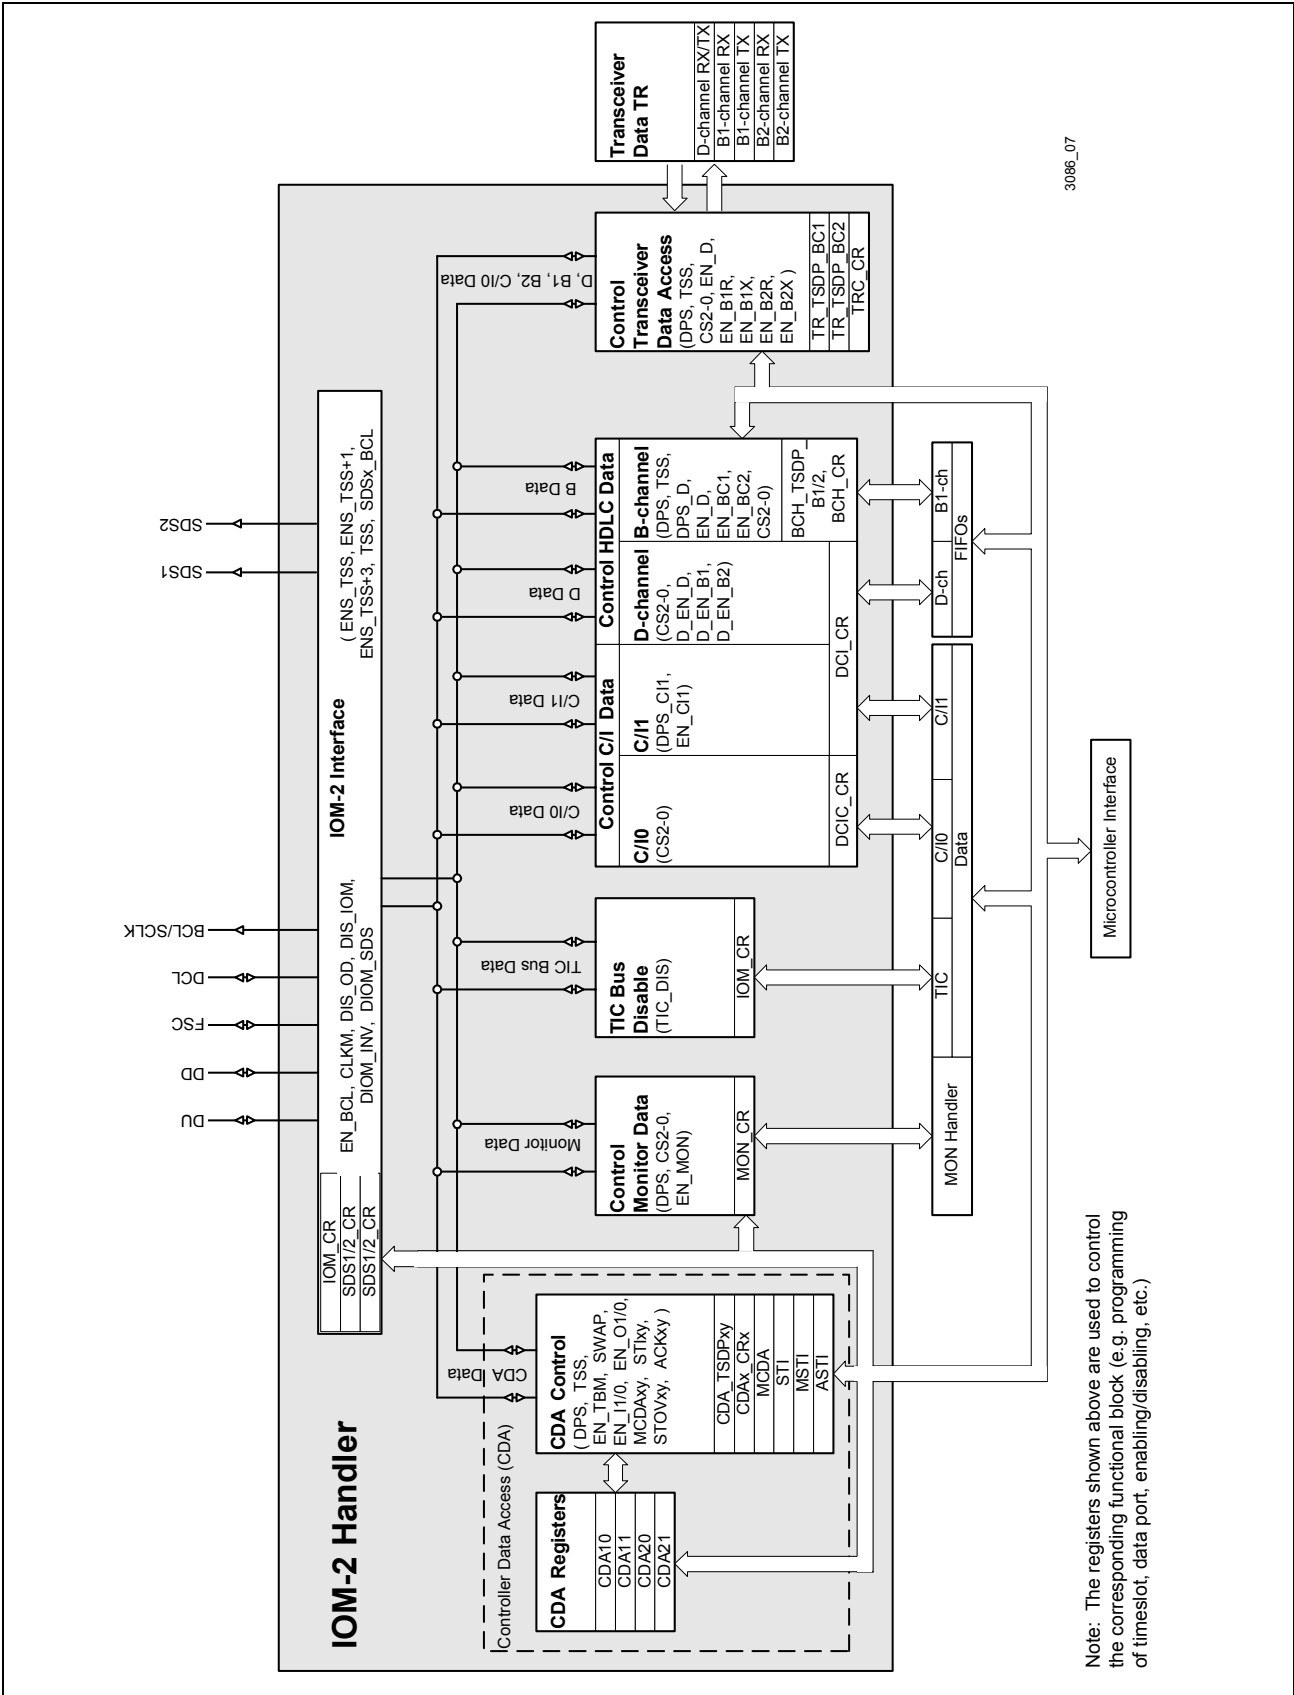 IOM-2 Handler
DU
DD
FSC
DCL
BCL/SCLK
SDS1
SDS2
IOM_CR
SDS1/2_CR
SDS1/2_CR
IOM-2 Interface
EN_BCL, CLKM, DIS_OD, DIS_IOM,
DIOM_INV, DIOM_SDS
( ENS_TSS, ENS_TSS+1,
ENS_TSS+3, TSS, SDSx_BCL
CDA Data
Monitor Data
TIC Bus Data
C/I0 Data
C/I1 Data
D Data
B Data
D, B1, B2, C/I0 Data
Controller Data Access (CDA)
CDA Registers
CDA10
CDA11
CDA20
CDA21
CDA Control
( DPS, TSS,
EN_TBM, SWAP,
EN_I1/0, EN_O1/0,
MCDAxy, STIxy,
STOVxy, ACKxy )
CDA_TSDPxy
CDAx_CRx
MCDA
STI
MSTI
ASTI
Control
Monitor Data
(DPS, CS2-0,
EN_MON)
MON_CR
TIC Bus
Disable
(TIC_DIS)
IOM_CR
Control C/I Data
C/I0
(CS2-0)
DCIC_CR
C/I1
(DPS_CI1,
EN_CI1)
Control HDLC Data
D-channel
(CS2-0,
D_EN_D,
D_EN_B1,
D_EN_B2)
DCI_CR
B-channel
(DPS, TSS,
DPS_D,
EN_D,
EN_BC1,
EN_BC2,
CS2-0)
BCH_TSDP_
B1/2,
BCH_CR
Control
Transceiver
Data Access
(DPS, TSS,
CS2-0, EN_D,
EN_B1R,
EN_B1X,
EN_B2R,
EN_B2X )
TR_TSDP_BC1
TR_TSDP_BC2
TRC_CR
Transceiver
Data TR
D-channel RX/TX
B1-channel RX
B1-channel TX
B2-channel RX
B2-channel TX
MON Handler
TIC
C/I0
C/I1
Data
D-ch
B1-ch
FIFOs
Microcontroller Interface
Note: The registers shown above are used to control
the corresponding functional block (e.g. programming
of timeslot, data port, enabling/disabling, etc.)
3086_07